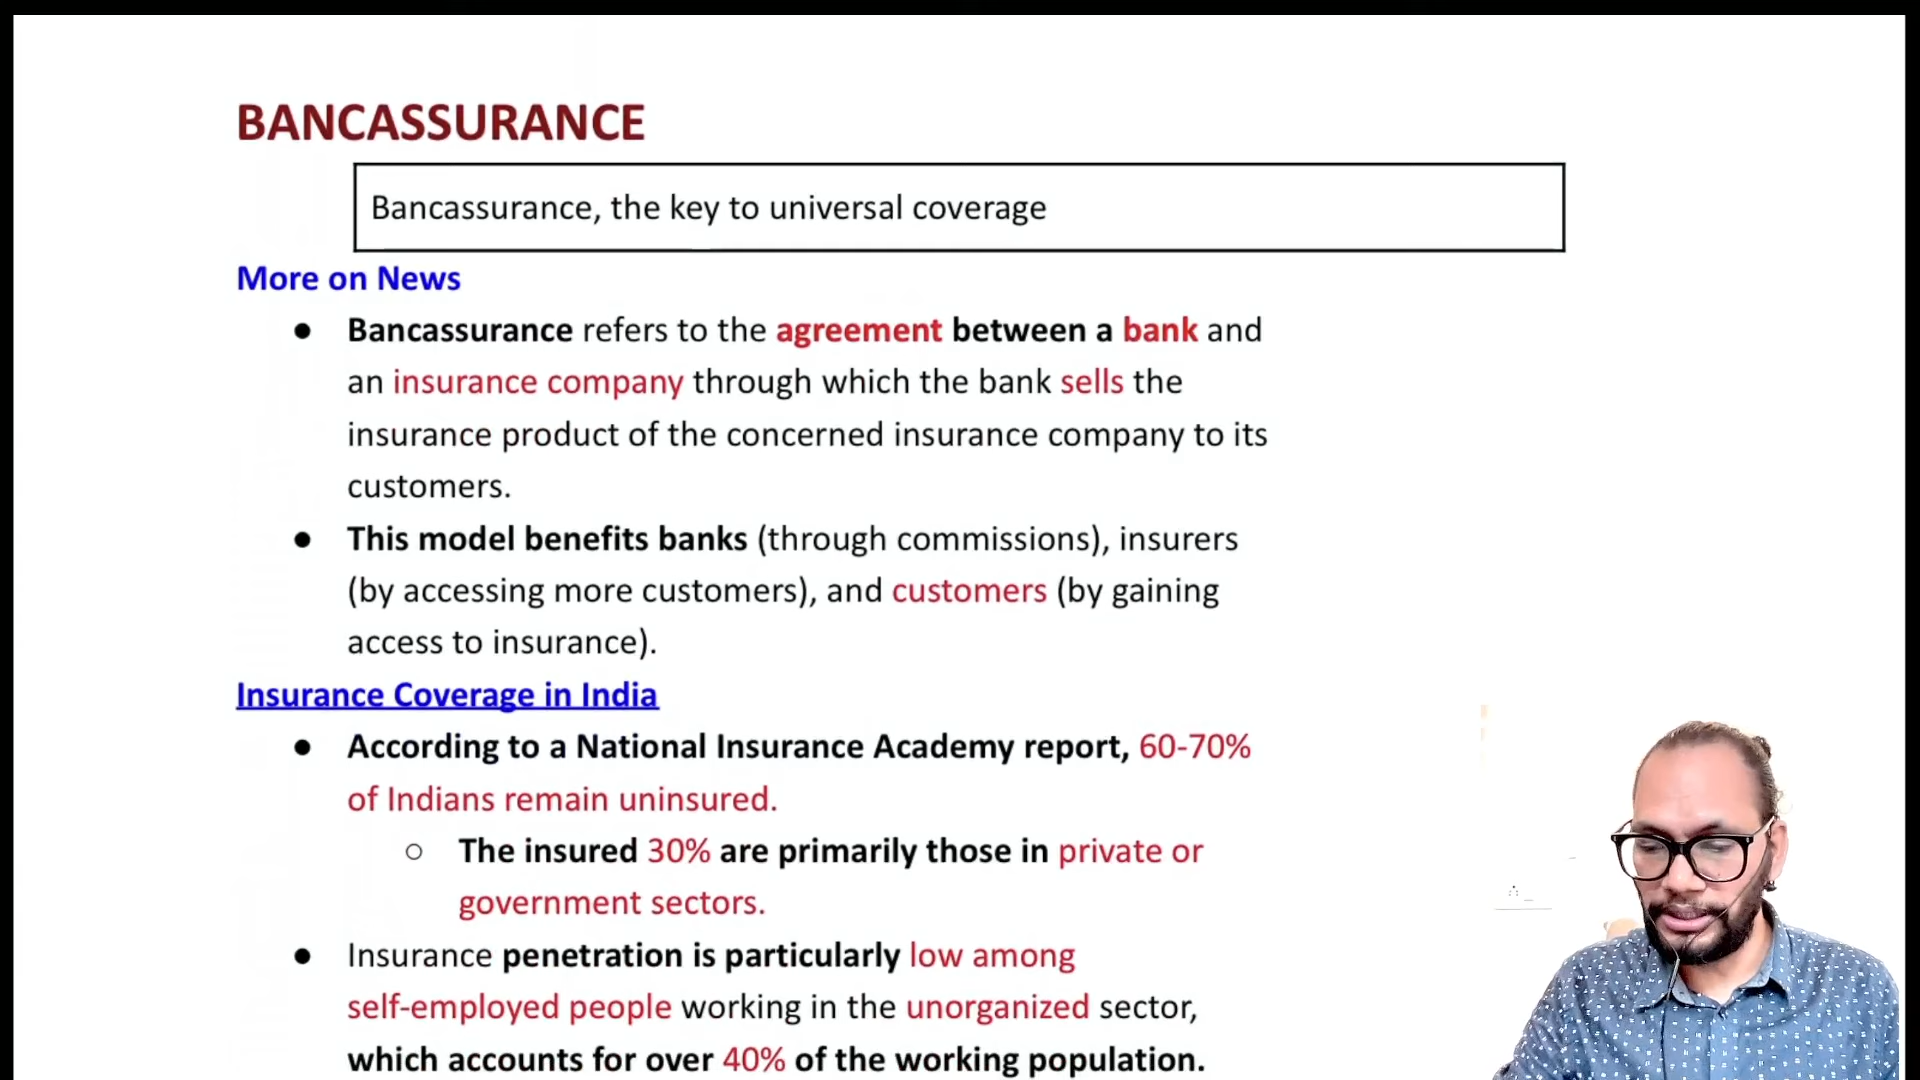 BANCASSURANCE
Bancassurance, the key to universal coverage
More on News
● Bancassurance refers to the agreement between a bank and
an insurance company through which the bank sells the
insurance product of the concerned insurance company to its
customers.
● This model benefits banks (through commissions), insurers
(by accessing more customers), and customers (by gaining
access to insurance).
Insurance Coverage in India
● According to a National Insurance Academy report, 60-70%
of Indians remain uninsured.
○ The insured 30% are primarily those in private or
government sectors.
● Insurance penetration is particularly low among
self-employed people working in the unorganized sector,
which accounts for over 40% of the working population.